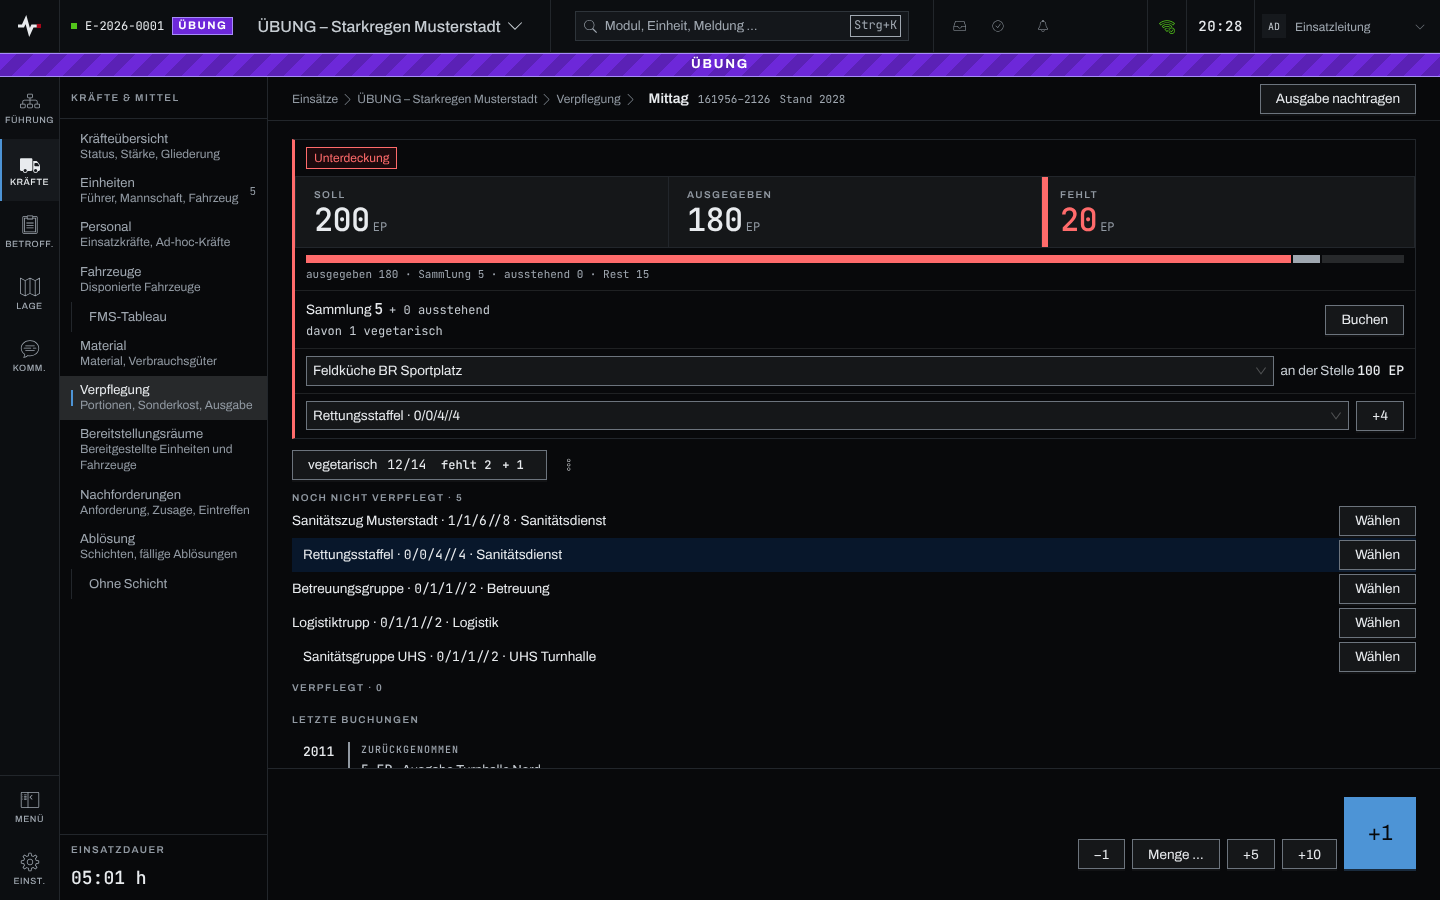 E-2026-0001 ÜBUNG ÜBUNG – Starkregen Musterstadt
Modul, Einheit, Meldung ... Strg+K
20:28 AD Einsatzleitung
ÜBUNG
FÜHRUNG
KRÄFTE
BETROFF.
LAGE
KOMM.
MENÜ
EINST.
KRÄFTE & MITTEL
Kräfteübersicht
Status, Stärke, Gliederung
Einheiten
Führer, Mannschaft, Fahrzeug 5
Personal
Einsatzkräfte, Ad-hoc-Kräfte
Fahrzeuge
Disponierte Fahrzeuge
FMS-Tableau
Material
Material, Verbrauchsgüter
Verpflegung
Portionen, Sonderkost, Ausgabe
Bereitstellungsräume
Bereitgestellte Einheiten und
Fahrzeuge
Nachforderungen
Anforderung, Zusage, Eintreffen
Ablösung
Schichten, fällige Ablösungen
Ohne Schicht
EINSATZDAUER
05:01 h
Einsätze ÜBUNG – Starkregen Musterstadt Verpflegung Mittag 161956–2126 Stand 2028
Ausgabe nachtragen
Unterdeckung
SOLL
200 EP
AUSGEGEBEN
180 EP
FEHLT
20 EP
ausgegeben 180 · Sammlung 5 · ausstehend 0 · Rest 15
Sammlung 5 + 0 ausstehend
davon 1 vegetarisch
Buchen
Feldküche BR Sportplatz an der Stelle 100 EP
Rettungsstaffel · 0/0/4//4 +4
vegetarisch 12/14 fehlt 2 + 1
NOCH NICHT VERPFLEGT · 5
Sanitätszug Musterstadt · 1/1/6//8 · Sanitätsdienst Wählen
Rettungsstaffel · 0/0/4//4 · Sanitätsdienst Wählen
Betreuungsgruppe · 0/1/1//2 · Betreuung Wählen
Logistiktrupp · 0/1/1//2 · Logistik Wählen
Sanitätsgruppe UHS · 0/1/1//2 · UHS Turnhalle Wählen
VERPFLEGT · 0
LETZTE BUCHUNGEN
2011 ZURÜCKGENOMMEN
5 EP · Ausgabe Turnhalle Nord
−1 Menge ... +5 +10 +1